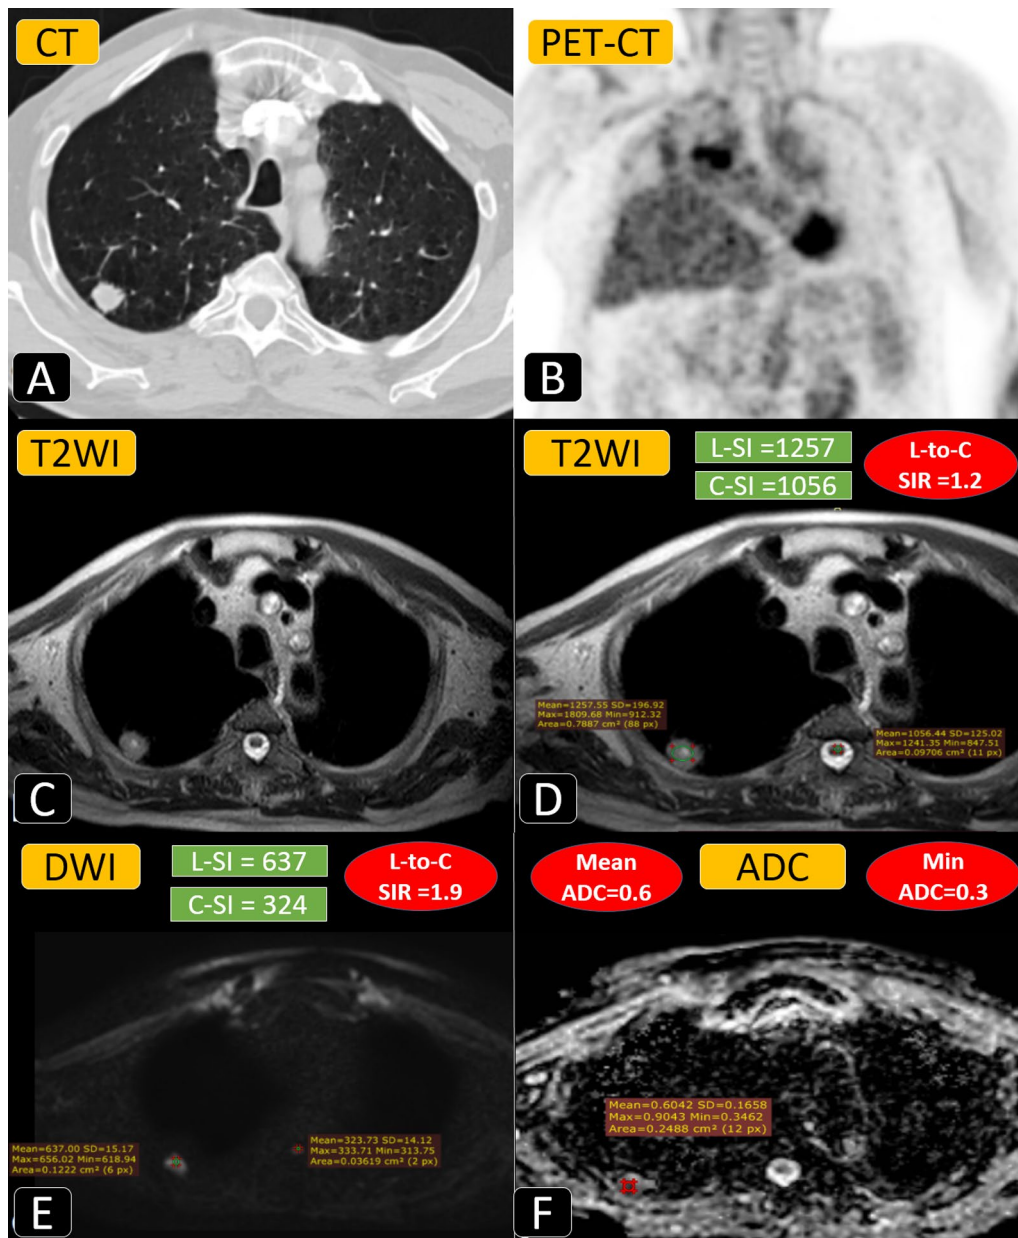 CT
A
PET-CT
B
T2WI
C
T2WI
L-SI =1257
C-SI =1056
L-to-C
SIR =1.2
Mean=1257.55 SD=196.92
Max=1809.68 Min=912.32
Area=0.7887 cm² (88 px)
Mean=1056.44 SD=125.02
Max=1241.35 Min=847.51
Area=0.09706 cm² (11 px)
D
DWI
L-SI = 637
C-SI = 324
L-to-C
SIR =1.9
Mean=637.00 SD=15.17
Max=656.02 Min=618.94
Area=0.1222 cm² (6 px)
Mean=323.73 SD=14.12
Max=333.71 Min=313.75
Area=0.03619 cm² (2 px)
E
Mean
ADC=0.6
ADC
Min
ADC=0.3
Mean=0.6042 SD=0.1658
Max=0.9043 Min=0.3462
Area=0.2488 cm² (12 px)
F